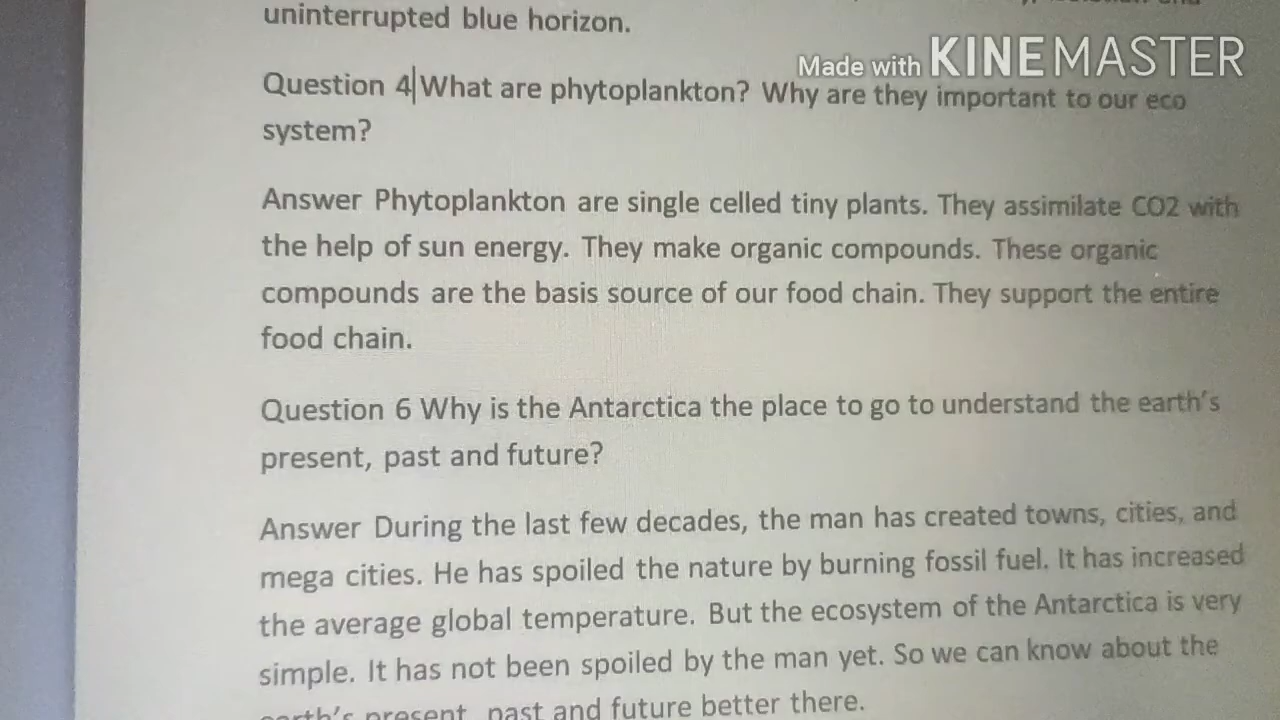 uninterrupted blue horizon.
Made with KINEMASTER
Question 4 What are phytoplankton? Why are they important to our eco
system?
Answer Phytoplankton are single celled tiny plants. They assimilate CO2 with
the help of sun energy. They make organic compounds. These organic
compounds are the basis source of our food chain. They support the entire
food chain.
Question 6 Why is the Antarctica the place to go to understand the earth's
present, past and future?
Answer During the last few decades, the man has created towns, cities, and
mega cities. He has spoiled the nature by burning fossil fuel. It has increased
the average global temperature. But the ecosystem of the Antarctica is very
simple. It has not been spoiled by the man yet. So we can know about the
earth's present, past and future better there.